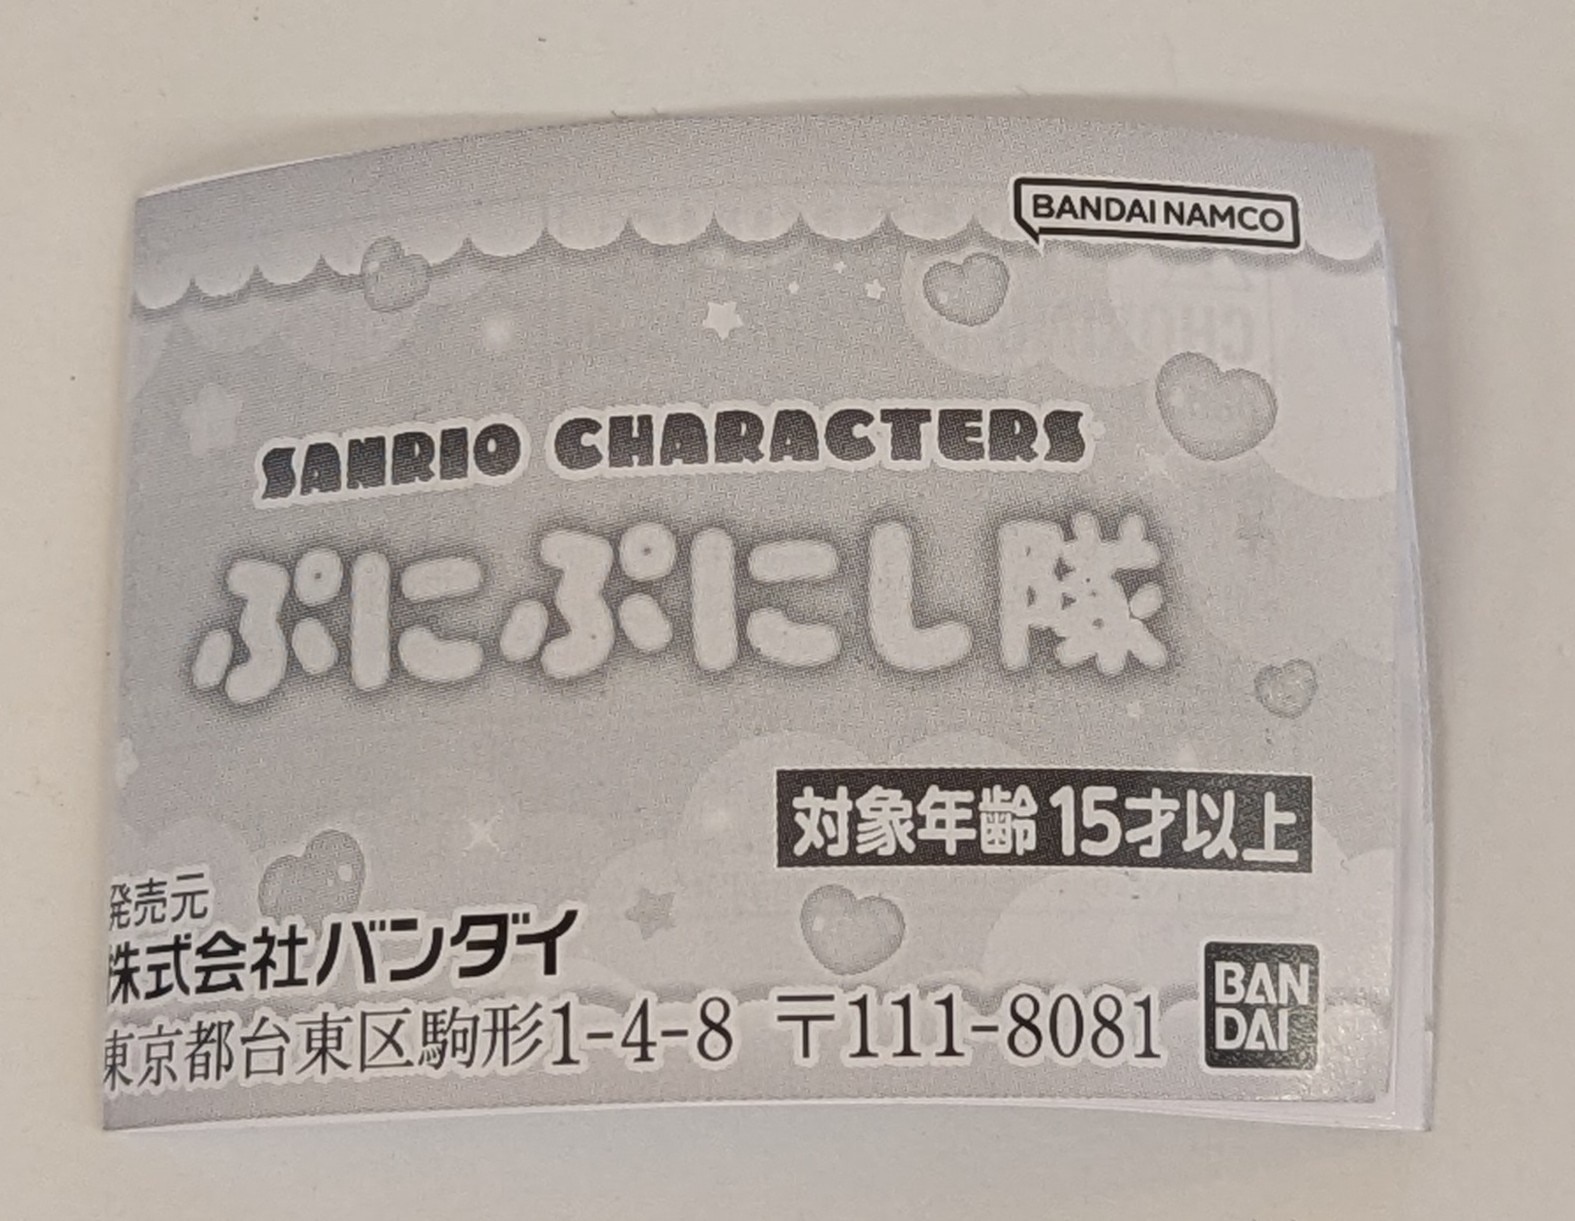 BANDAI NAMCO
SANRIO CHARACTERS
ぷにぷにし隊
対象年齢15才以上
発売元
株式会社バンダイ
東京都台東区駒形1-4-8 〒111-8081
BAN
DAI